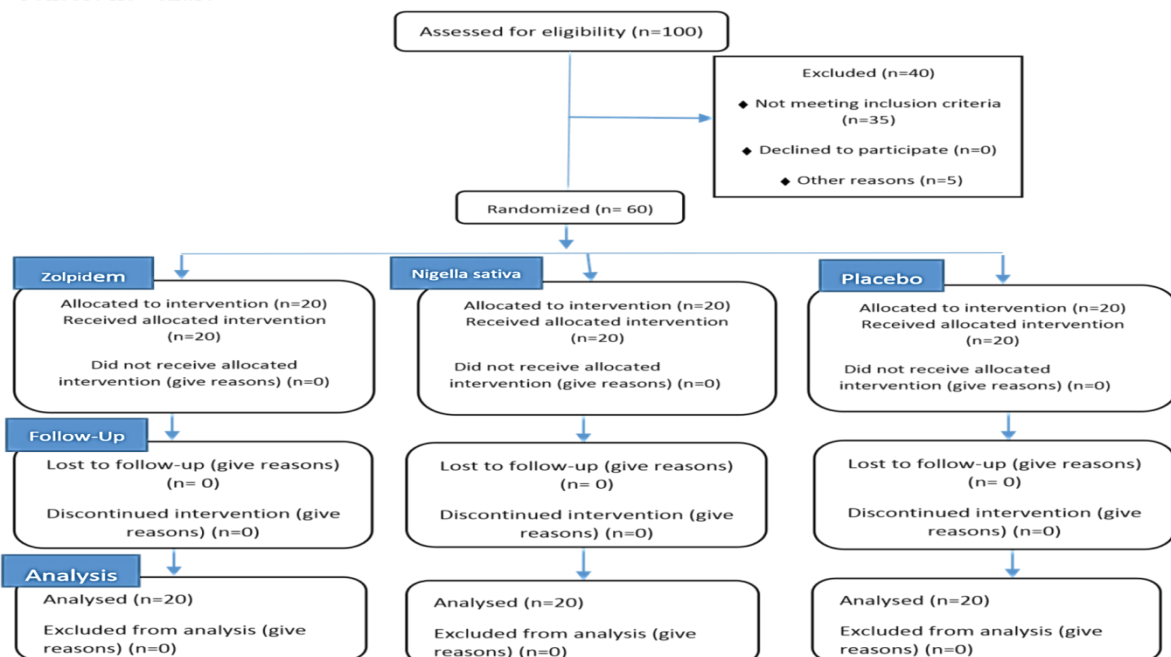 Assessed for eligibility (n=100)
Excluded (n=40)
◆ Not meeting inclusion criteria
(n=35)
◆ Declined to participate (n=0)
◆ Other reasons (n=5)
Randomized (n= 60)
Zolpidem
Allocated to intervention (n=20)
Received allocated intervention
(n=20)
Did not receive allocated
intervention (give reasons) (n=0)
Nigella sativa
Allocated to intervention (n=20)
Received allocated intervention
(n=20)
Did not receive allocated
intervention (give reasons) (n=0)
Placebo
Allocated to intervention (n=20)
Received allocated intervention
(n=20)
Did not receive allocated
intervention (give reasons) (n=0)
Follow-Up
Lost to follow-up (give reasons)
(n= 0)
Discontinued intervention (give
reasons) (n=0)
Lost to follow-up (give reasons)
(n= 0)
Discontinued intervention (give
reasons) (n=0)
Lost to follow-up (give reasons)
(n= 0)
Discontinued intervention (give
reasons) (n=0)
Analysis
Analysed (n=20)
Excluded from analysis (give
reasons) (n=0)
Analysed (n=20)
Excluded from analysis (give
reasons) (n=0)
Analysed (n=20)
Excluded from analysis (give
reasons) (n=0)